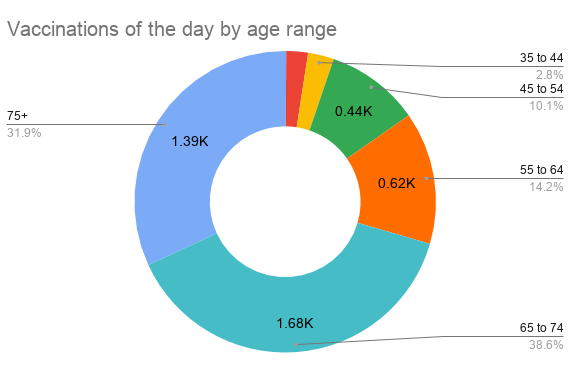 Vaccinations of the day by age range
35 to 44
2.8%
45 to 54
10.1%
0.44K
75+
31.9%
1.39K
55 to 64
14.2%
0.62K
65 to 74
38.6%
1.68K